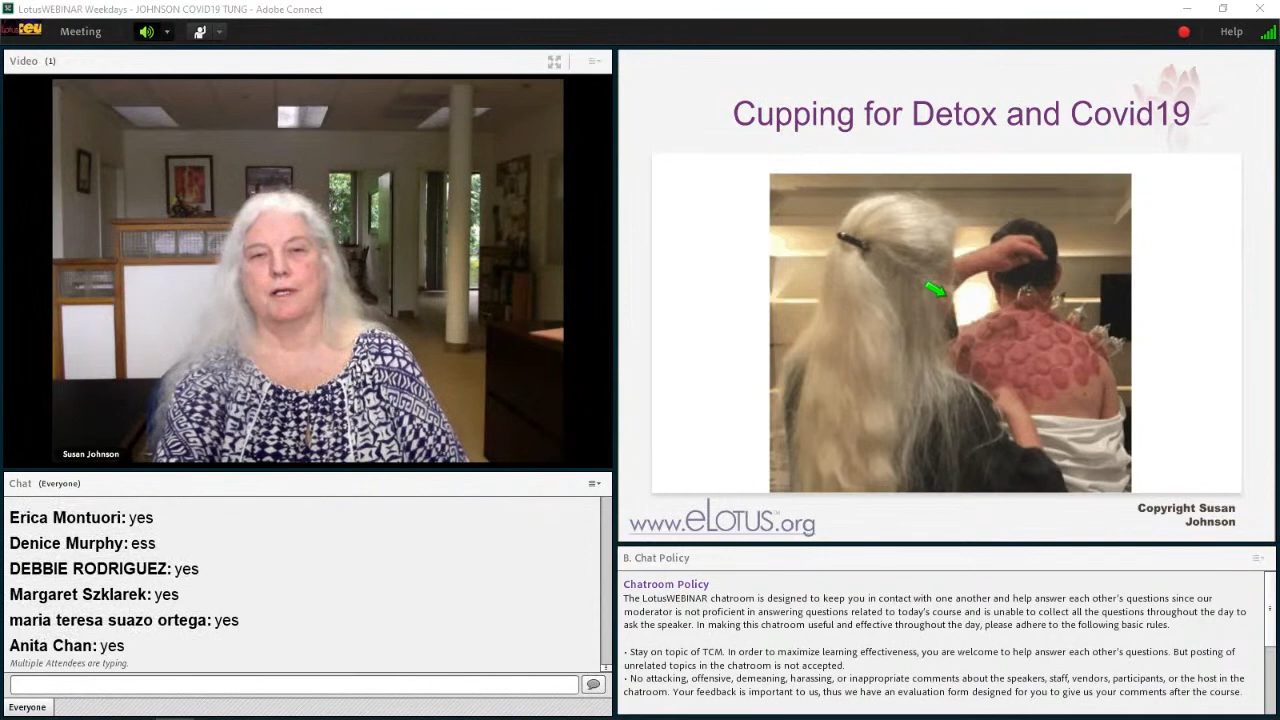 LotusWEBINAR Weekdays - JOHNSON COVID19 TUNG - Adobe Connect
Meeting
Help
Video (1)
Susan Johnson
Cupping for Detox and Covid19
www.eLOTUS.org
Copyright Susan
Johnson
Chat (Everyone)
Erica Montuori: yes
Denice Murphy: ess
DEBBIE RODRIGUEZ: yes
Margaret Szklarek: yes
maria teresa suazo ortega: yes
Anita Chan: yes
Multiple Attendees are typing.
Everyone
B. Chat Policy
Chatroom Policy
The LotusWEBINAR chatroom is designed to keep you in contact with one another and help answer each other's questions since our
moderator is not proficient in answering questions related to today's course and is unable to collect all the questions throughout the day to
ask the speaker. In making this chatroom useful and effective throughout the day, please adhere to the following basic rules.
• Stay on topic of TCM. In order to maximize learning effectiveness, you are welcome to help answer each other's questions. But posting of
unrelated topics in the chatroom is not accepted.
• No attacking, offensive, demeaning, harassing, or inappropriate comments about the speakers, staff, vendors, participants, or the host in the
chatroom. Your feedback is important to us, thus we have an evaluation form designed for you to give us your comments after the course.